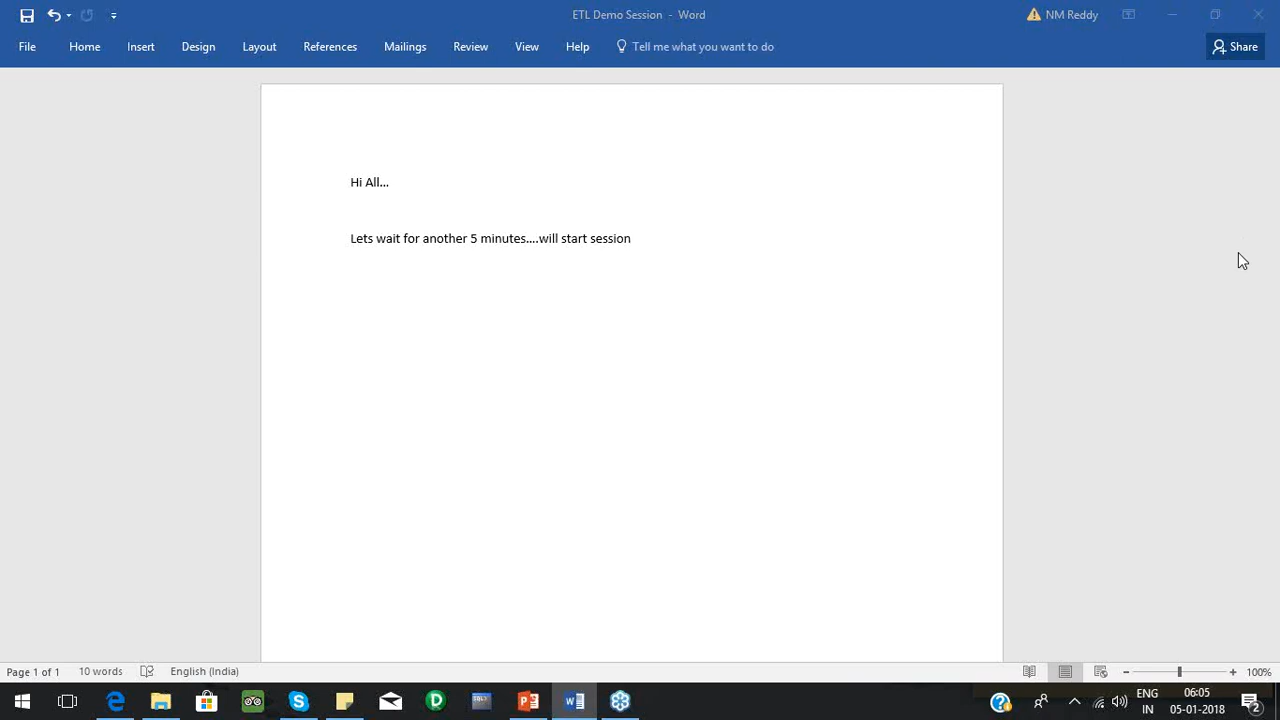 ETL Demo Session - Word
NM Reddy
File Home Insert Design Layout References Mailings Review View Help Tell me what you want to do Share
Hi All...
Lets wait for another 5 minutes....will start session
Page 1 of 1 10 words English (India) 100%
ENG 06:05
IN 05-01-2018 2